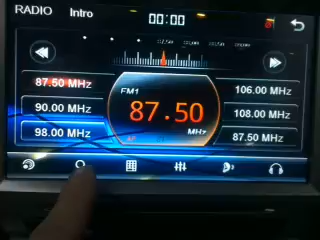 RADIO Intro 00:00
87.50 MHz
90.00 MHz
98.00 MHz
FM1
87.50
MHz
106.00 MHz
108.00 MHz
87.50 MHz